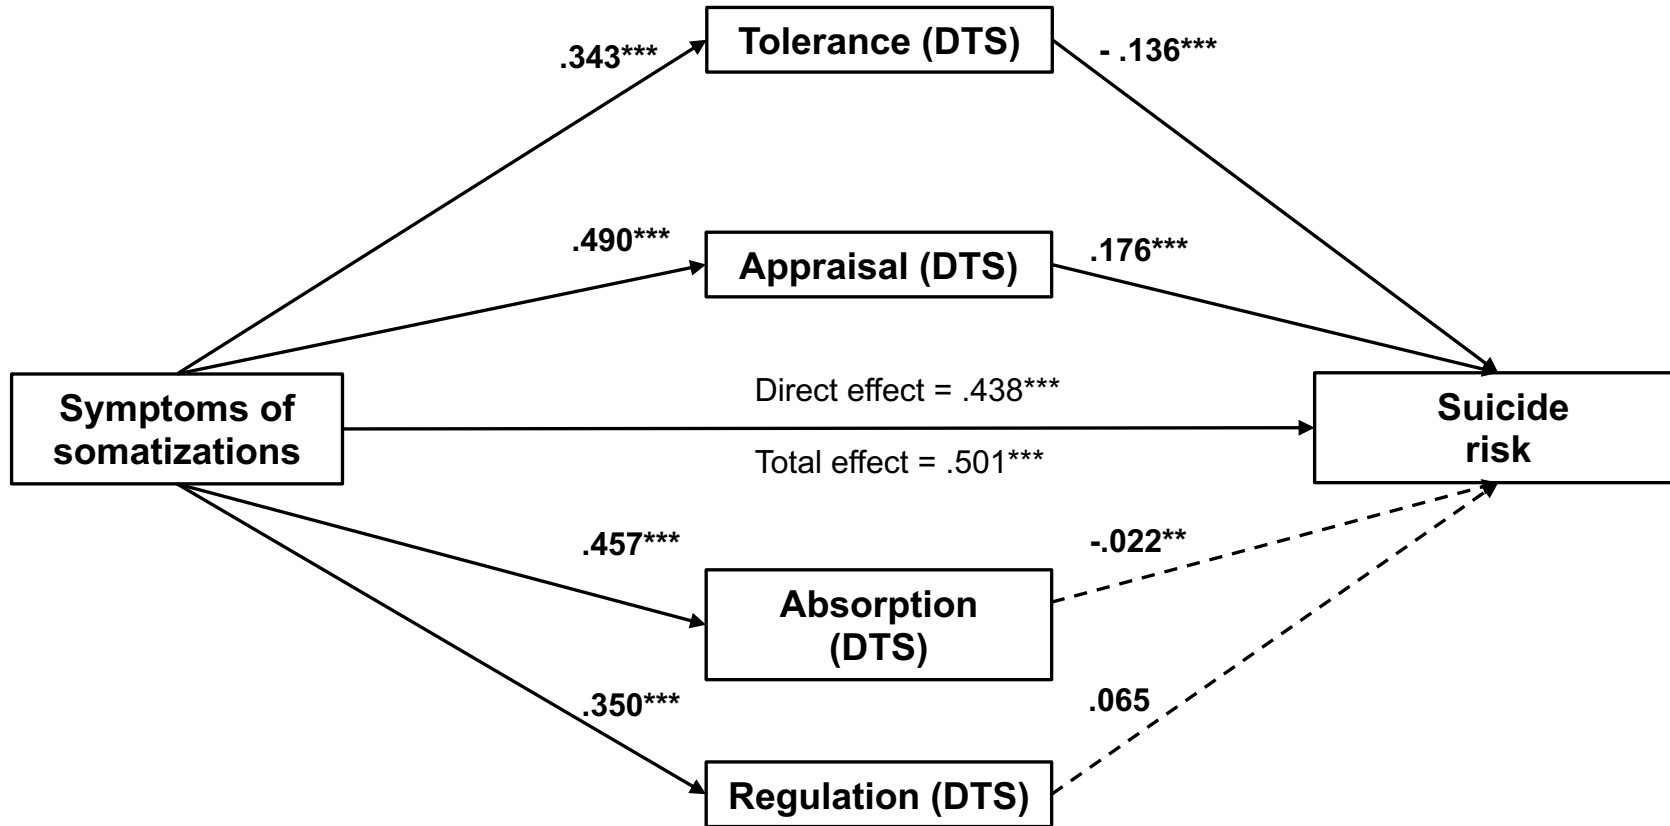 Tolerance (DTS)
.343***
- .136***
.490***
Appraisal (DTS)
.176***
Symptoms of
somatizations
Direct effect = .438***
Total effect = .501***
Suicide
risk
.457***
-.022**
Absorption
(DTS)
.350***
.065
Regulation (DTS)